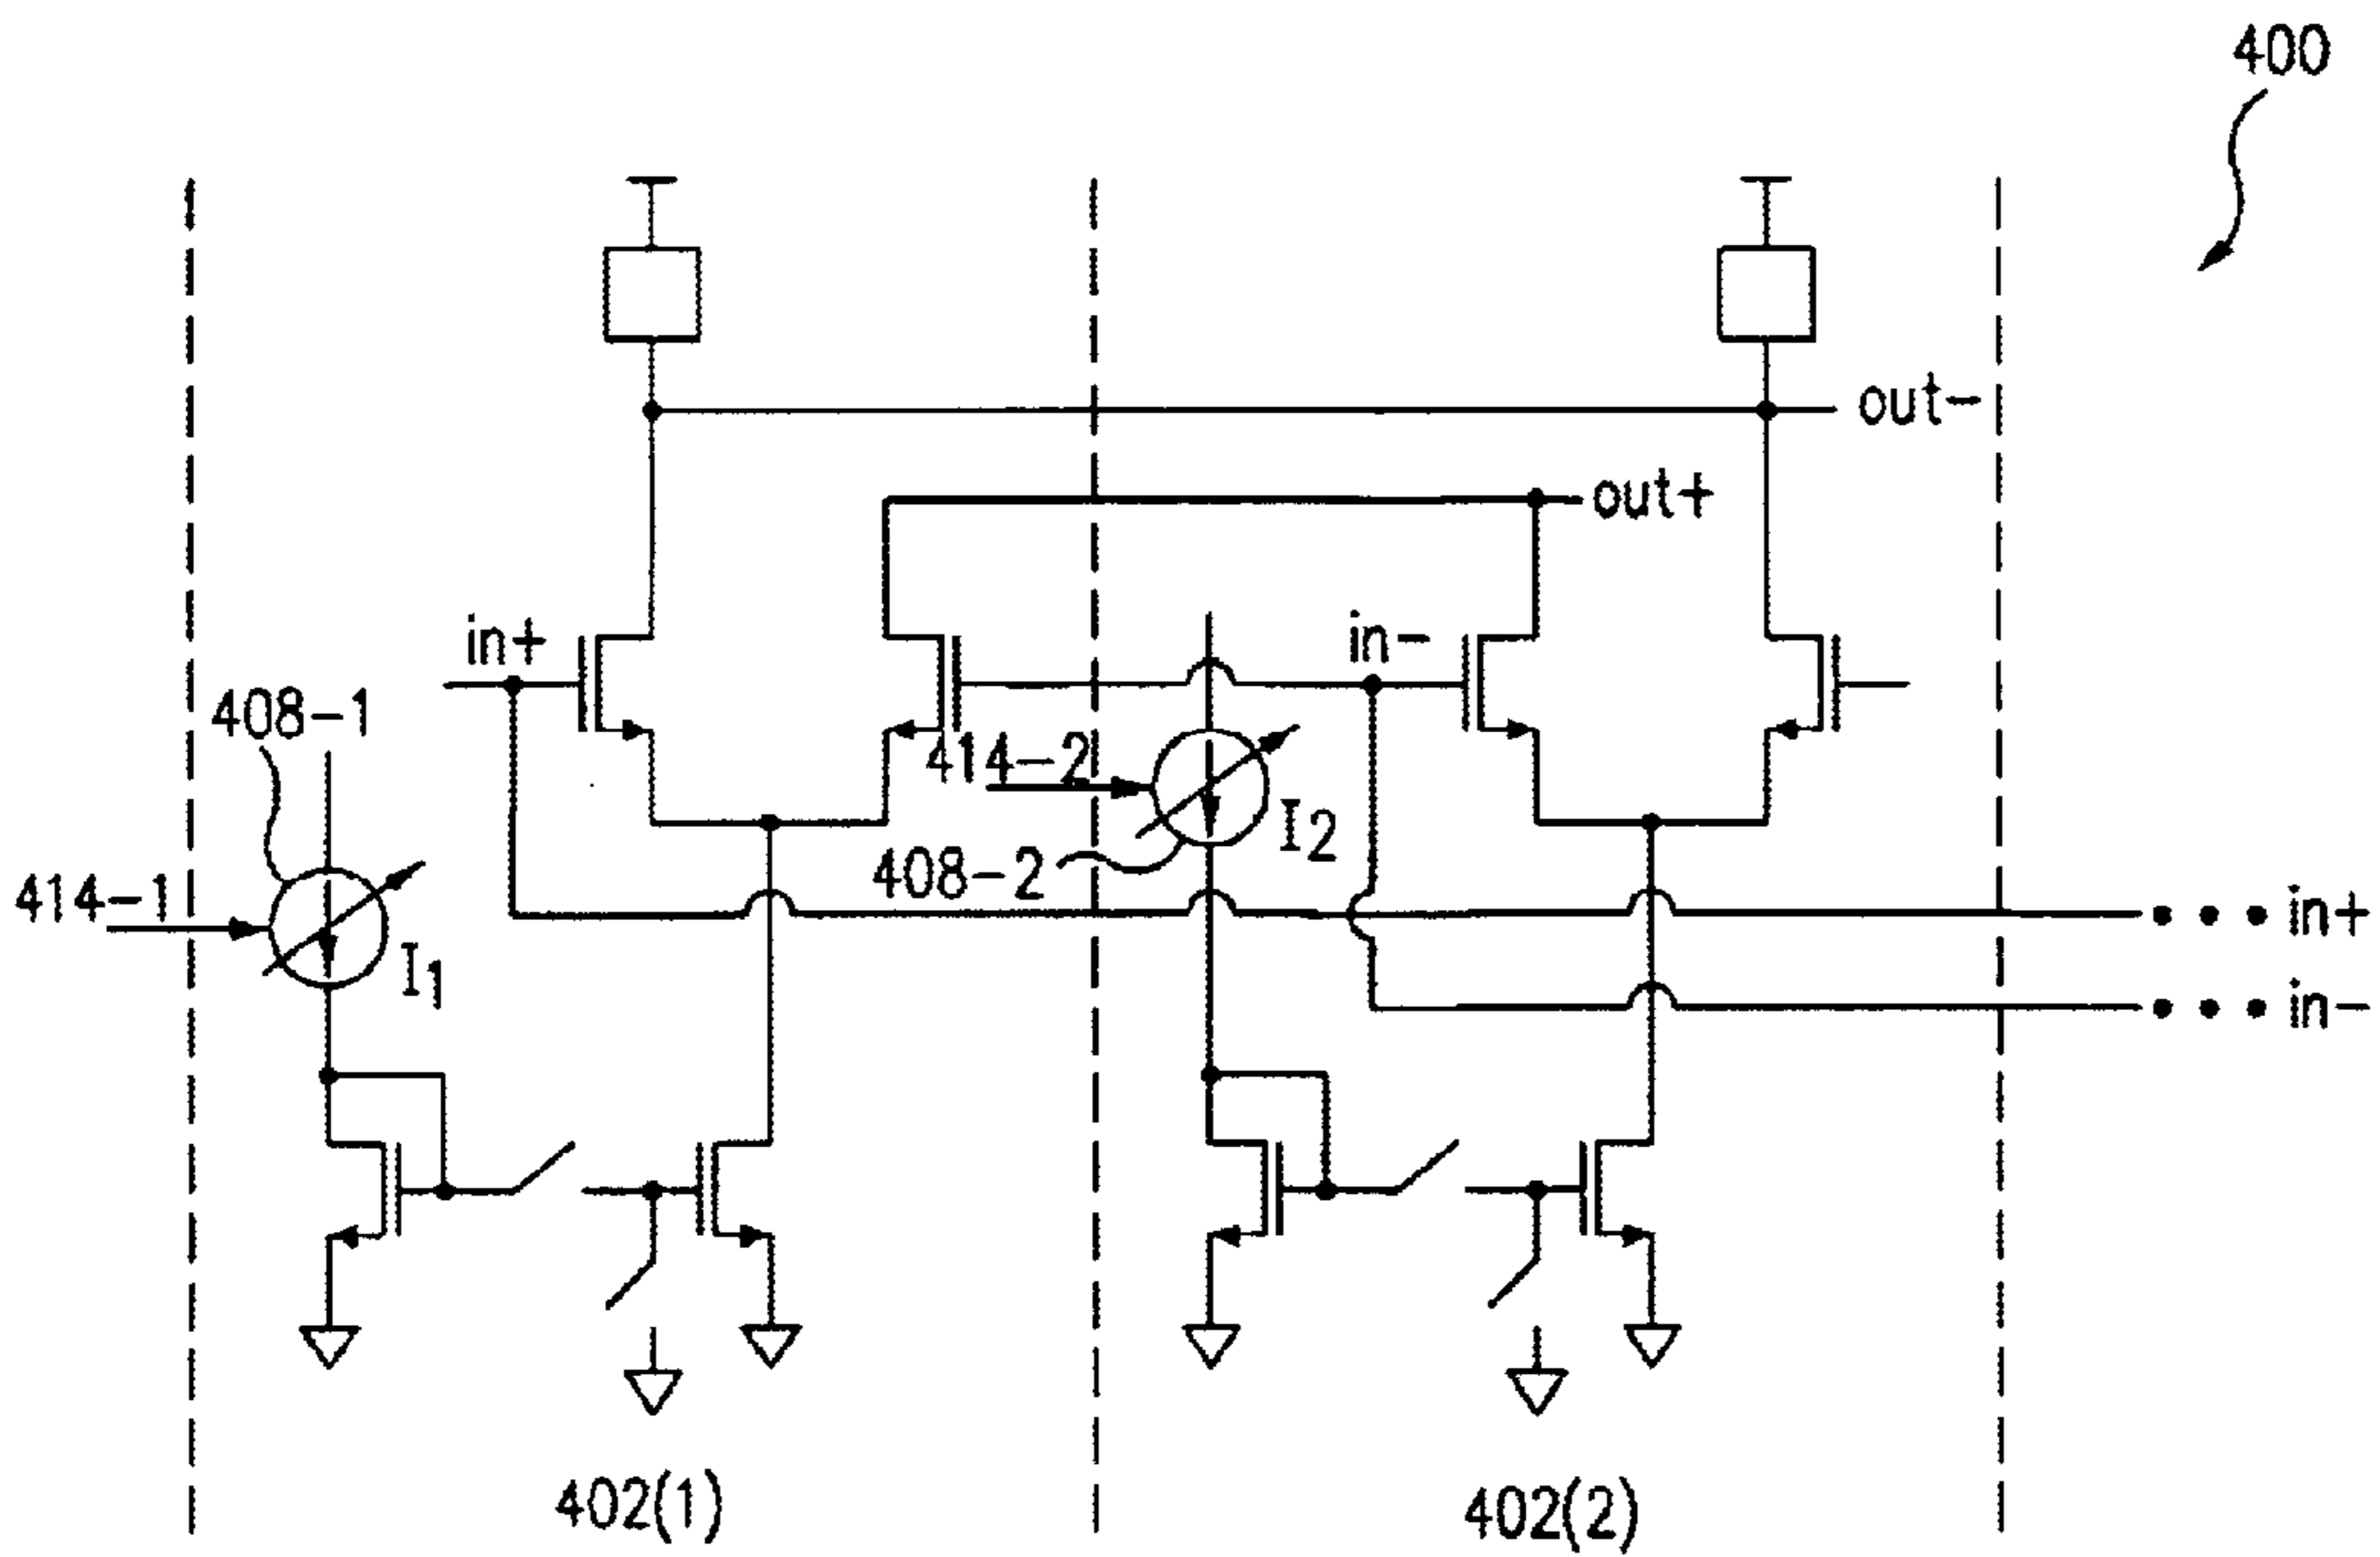 400
out-
out+
in+
in-
408-1
414-2
I2
408-2
414-1
I1
in+
in-
402(1)
402(2)